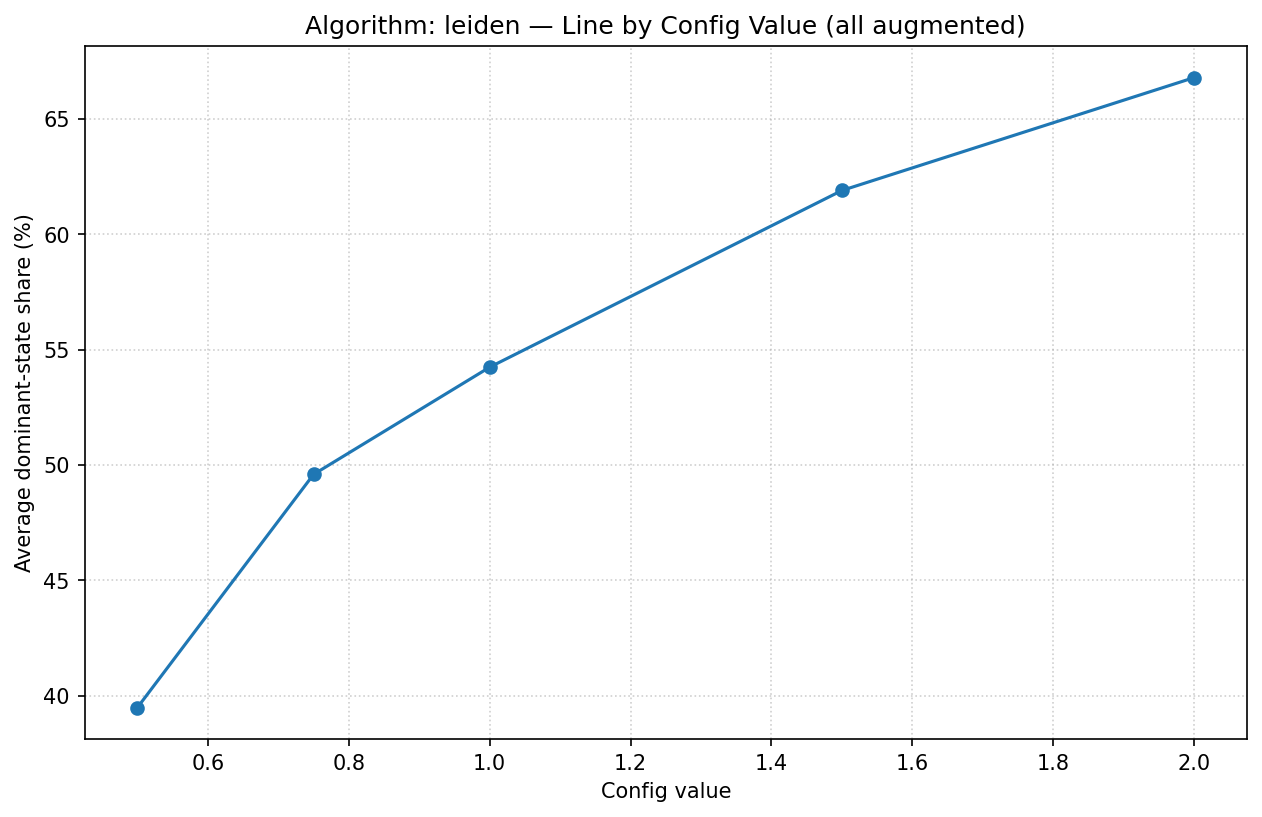 Algorithm: leiden — Line by Config Value (all augmented)
Average dominant-state share (%)
65
60
55
50
45
40
0.6 0.8 1.0 1.2 1.4 1.6 1.8 2.0
Config value